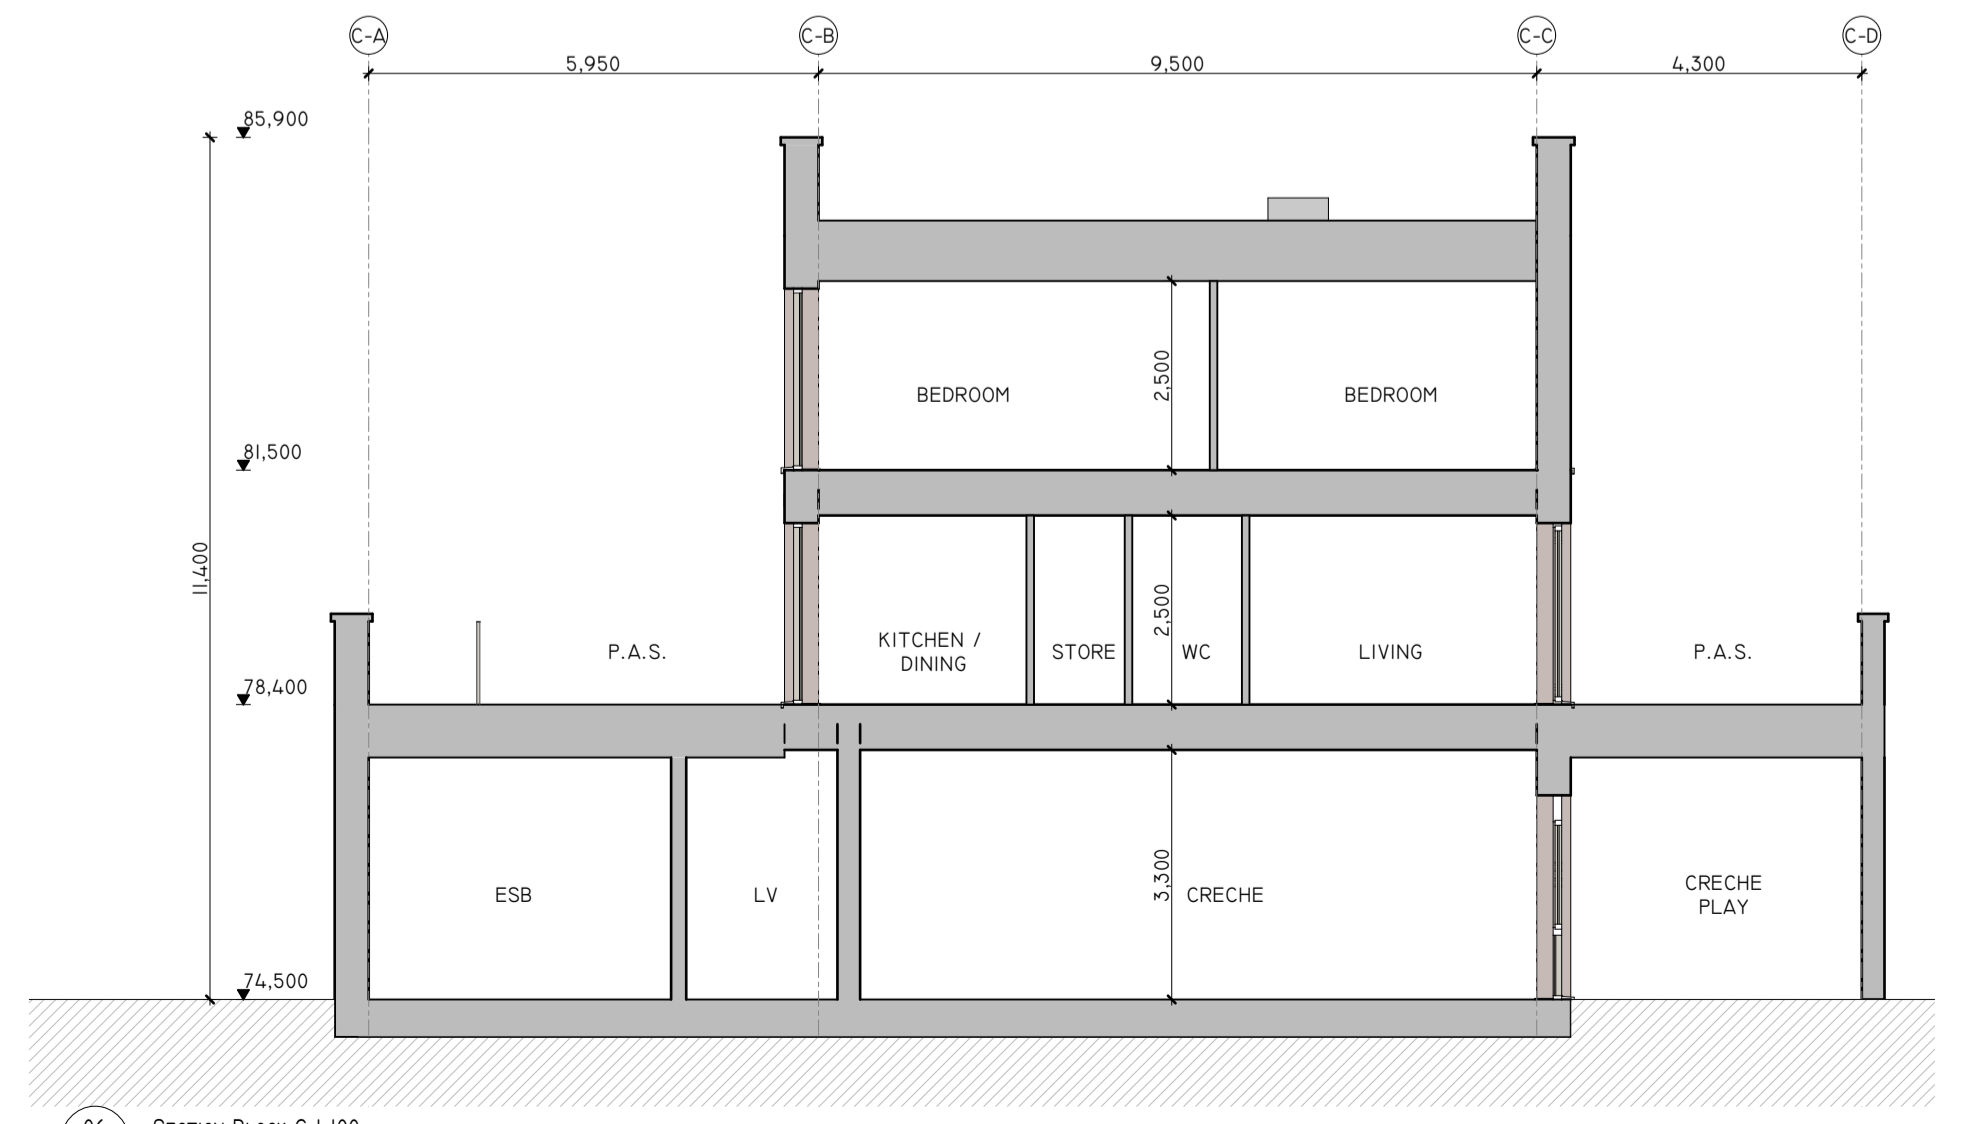 C-A C-B C-C C-D
5,950 9,500 4,300
85,900
BEDROOM 2,500 BEDROOM
81,500
11,400
2,500
KITCHEN /
DINING
P.A.S. STORE WC LIVING P.A.S.
78,400
3,300
ESB LV CRECHE
CRECHE
PLAY
74,500